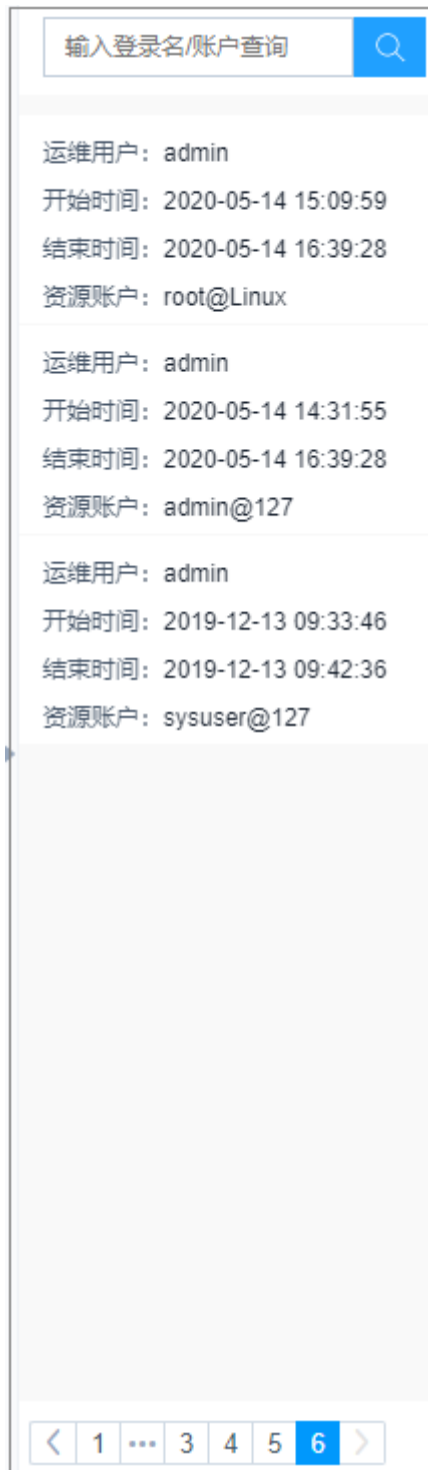 输入登录名/账户查询
运维用户：admin
开始时间：2020-05-14 15:09:59
结束时间：2020-05-14 16:39:28
资源账户：root@Linux
运维用户：admin
开始时间：2020-05-14 14:31:55
结束时间：2020-05-14 16:39:28
资源账户：admin@127
运维用户：admin
开始时间：2019-12-13 09:33:46
结束时间：2019-12-13 09:42:36
资源账户：sysuser@127
< 1 ••• 3 4 5 6 >